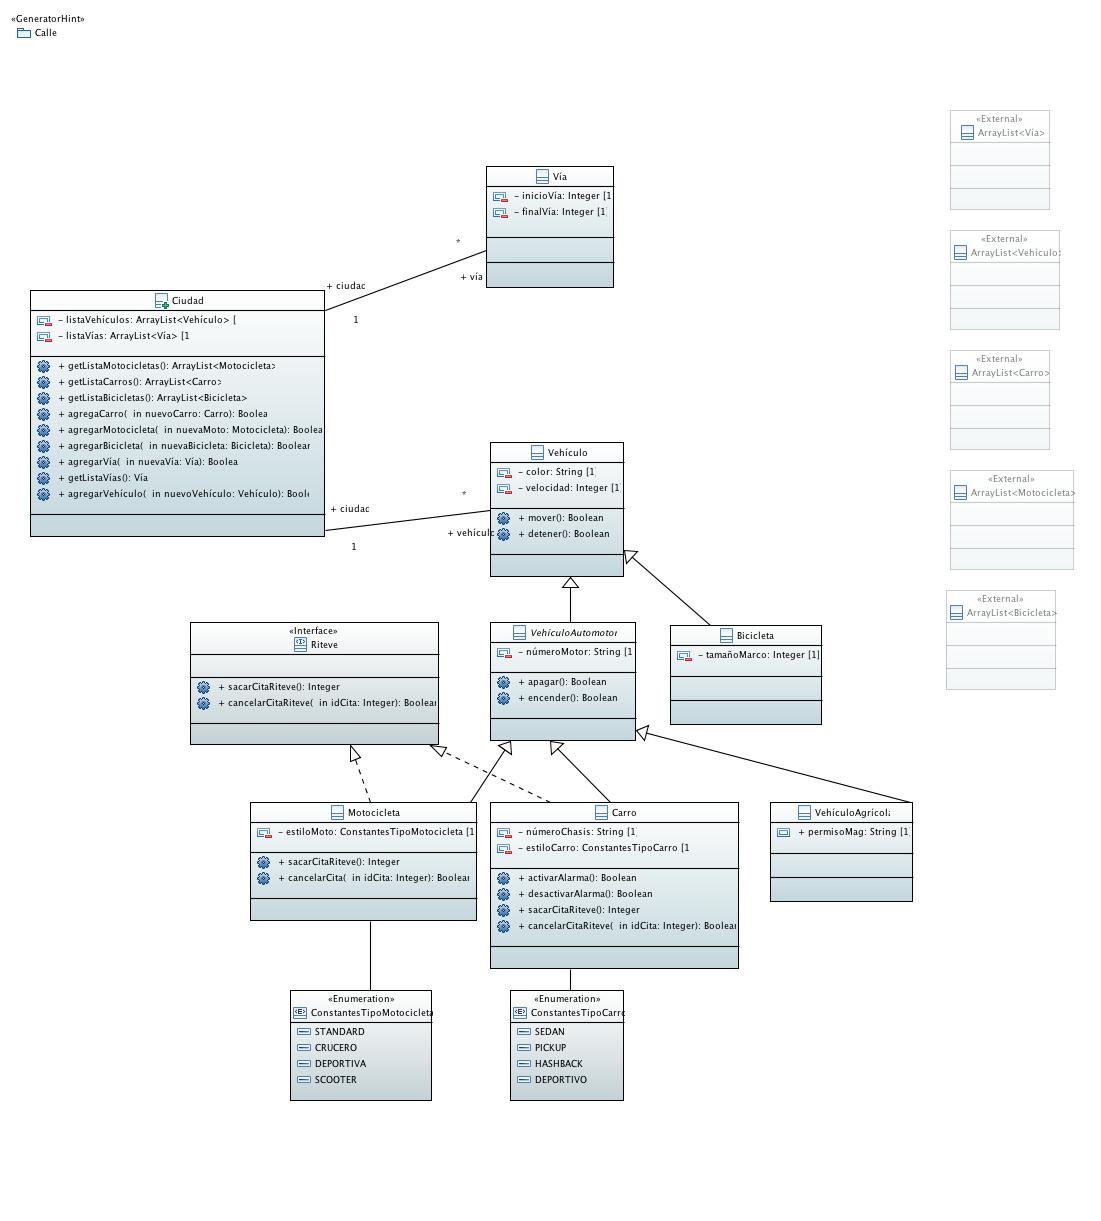 «GeneratorHint»
Calle
«External»
ArrayList<Vía>
Vía
– inicioVía: Integer [1
– finalVía: Integer [1]
*
+ vía
+ ciudad
1
«External»
ArrayList<Vehículo>
Ciudad
– listaVehículos: ArrayList<Vehículo> [
– listaVías: ArrayList<Vía> [1
+ getListaMotocicletas(): ArrayList<Motocicleta>
+ getListaCarros(): ArrayList<Carro>
+ getListaBicicletas(): ArrayList<Bicicleta>
+ agregaCarro( in nuevoCarro: Carro): Boolea
+ agregarMotocicleta( in nuevaMoto: Motocicleta): Boolea
+ agregarBicicleta( in nuevaBicicleta: Bicicleta): Boolear
+ agregarVía( in nuevaVía: Vía): Boolea
+ getListaVías(): Vía
+ agregarVehículo( in nuevoVehículo: Vehículo): Boole
«External»
ArrayList<Carro>
Vehículo
– color: String [1]
– velocidad: Integer [1]
+ mover(): Boolean
+ detener(): Boolean
*
+ vehículo
+ ciudad
1
«External»
ArrayList<Motocicleta>
«External»
ArrayList<Bicicleta>
«Interface»
Riteve
+ sacarCitaRiteve(): Integer
+ cancelarCitaRiteve( in idCita: Integer): Boolean
VehículoAutomotor
– númeroMotor: String [1
+ apagar(): Boolean
+ encender(): Boolean
Bicicleta
– tamañoMarco: Integer [1]
Motocicleta
– estiloMoto: ConstantesTipoMotocicleta [1
+ sacarCitaRiteve(): Integer
+ cancelarCita( in idCita: Integer): Boolear
Carro
– númeroChasis: String [1]
– estiloCarro: ConstantesTipoCarro [1
+ activarAlarma(): Boolean
+ desactivarAlarma(): Boolean
+ sacarCitaRiteve(): Integer
+ cancelarCitaRiteve( in idCita: Integer): Boolear
VehículoAgrícola
+ permisoMag: String [1]
«Enumeration»
ConstantesTipoMotocicleta
STANDARD
CRUCERO
DEPORTIVA
SCOOTER
«Enumeration»
ConstantesTipoCarro
SEDAN
PICKUP
HASHBACK
DEPORTIVO